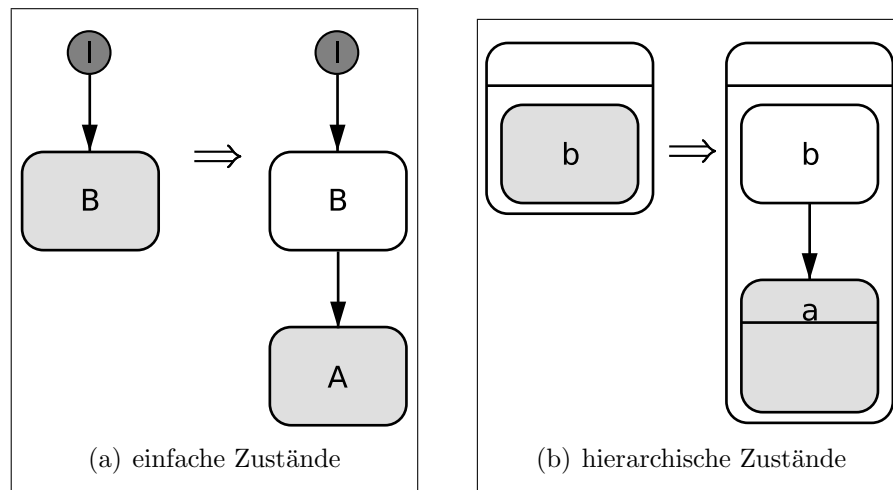 I
I
B
⇒
B
A
(a) einfache Zustände
b
⇒
b
a
(b) hierarchische Zustände